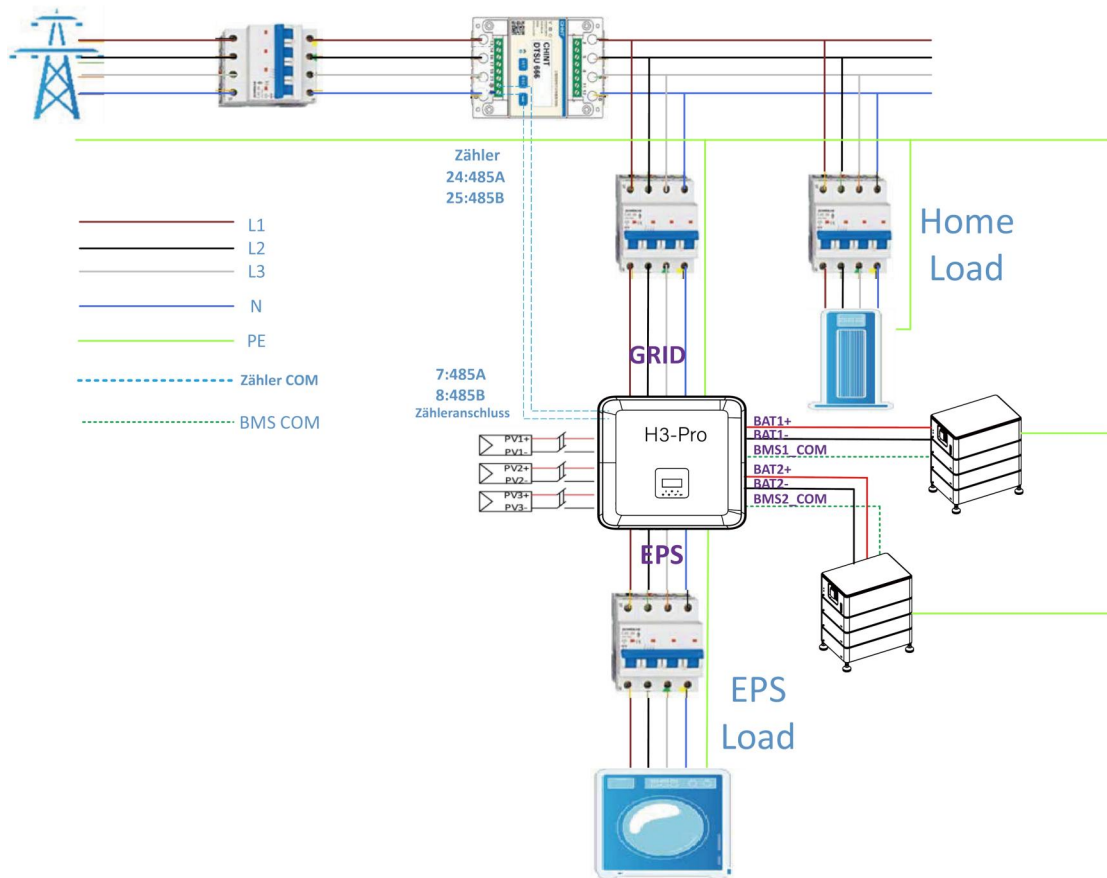 CHINT
DTSU 666
Zähler
24:485A
25:485B
L1
L2
L3
N
PE
Zähler COM
BMS COM
Home
Load
GRID
7:485A
8:485B
Zähleranschluss
H3-Pro
PV1+
PV1-
PV2+
PV2-
PV3+
PV3-
BAT1+
BAT1-
BMS1_COM
BAT2+
BAT2-
BMS2_COM
EPS
EPS
Load